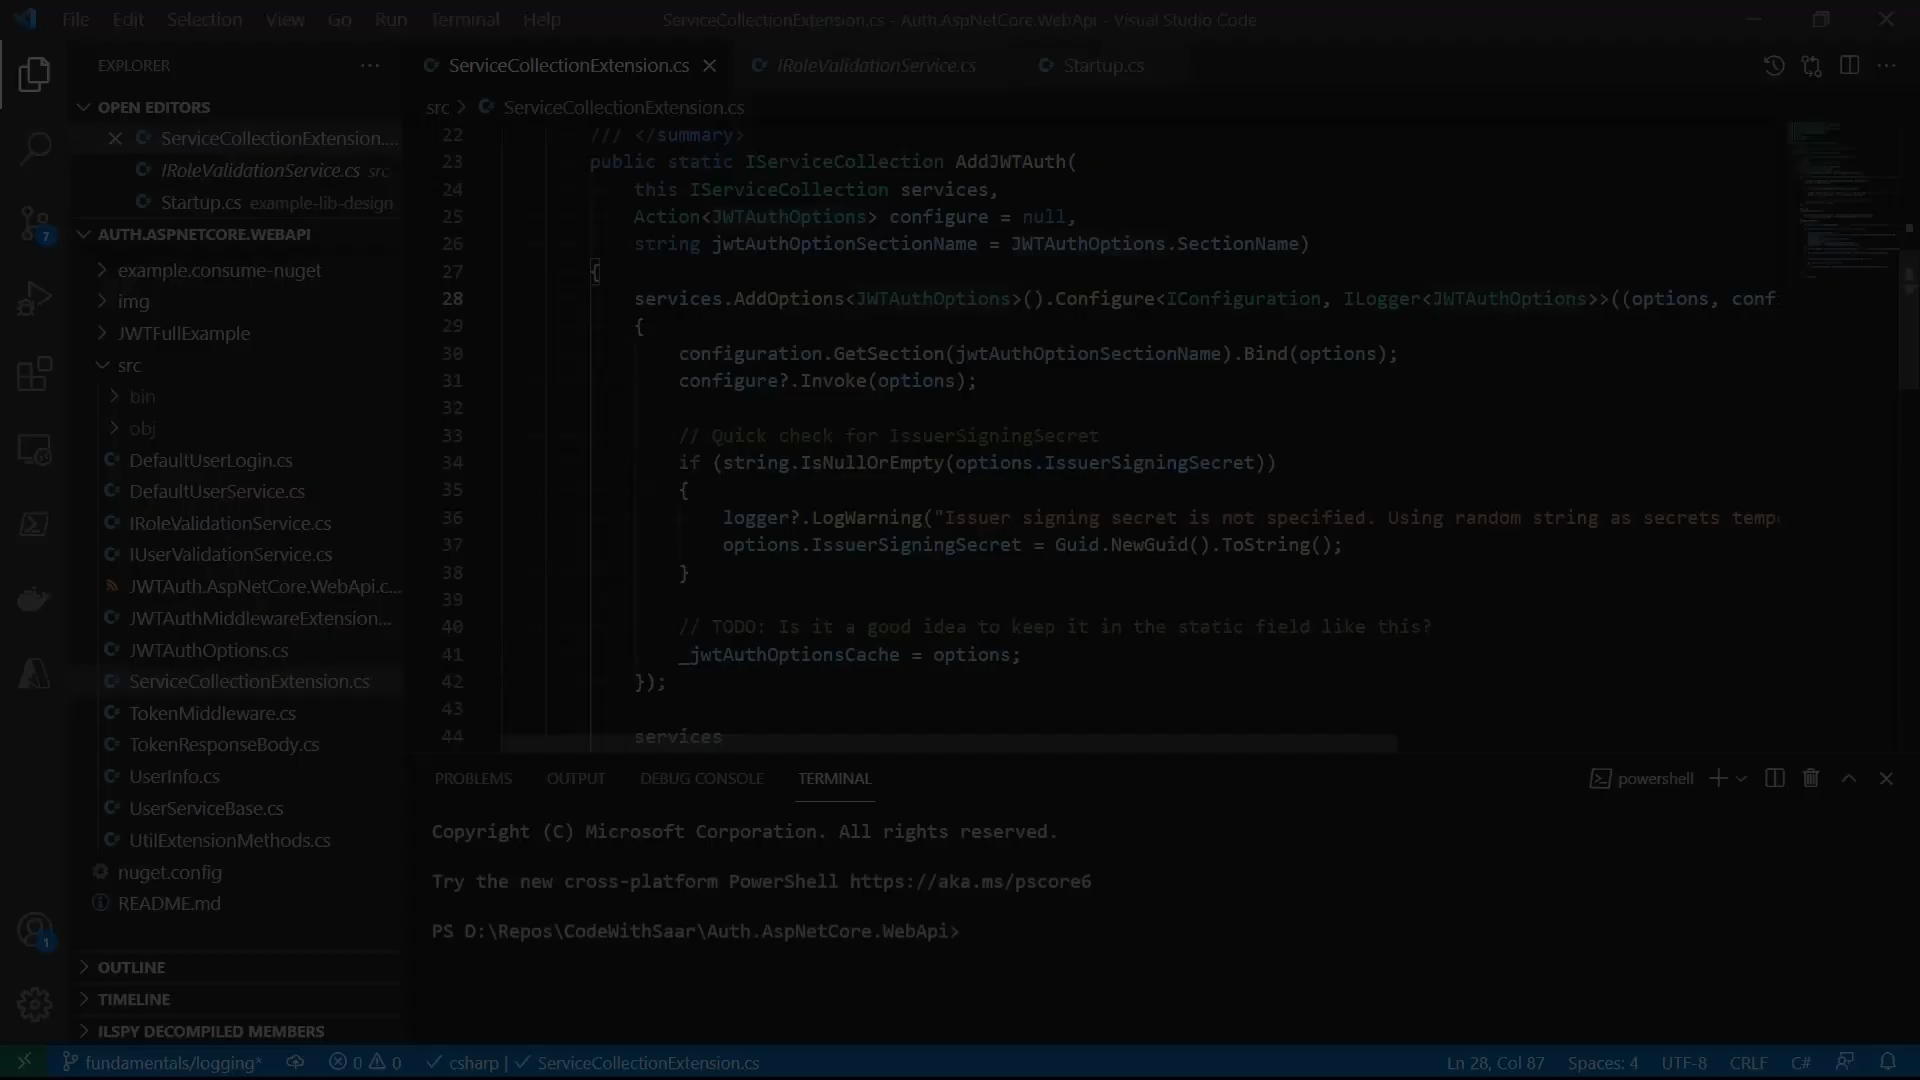 File Edit Selection View Go Run Terminal Help
ServiceCollectionExtension.cs - Auth.AspNetCore.WebApi - Visual Studio Code
EXPLORER
OPEN EDITORS
ServiceCollectionExtension....
IRoleValidationService.cs src
Startup.cs example-lib-design
AUTH.ASPNETCORE.WEBAPI
example.consume-nuget
img
JWTFullExample
src
bin
obj
DefaultUserLogin.cs
DefaultUserService.cs
IRoleValidationService.cs
IUserValidationService.cs
JWTAuth.AspNetCore.WebApi.c...
JWTAuthMiddlewareExtension...
JWTAuthOptions.cs
ServiceCollectionExtension.cs
TokenMiddleware.cs
TokenResponseBody.cs
UserInfo.cs
UserServiceBase.cs
UtilExtensionMethods.cs
nuget.config
README.md
OUTLINE
TIMELINE
ILSPY DECOMPILED MEMBERS
7
1
ServiceCollectionExtension.cs IRoleValidationService.cs Startup.cs
src > ServiceCollectionExtension.cs
22 /// </summary>
23 public static IServiceCollection AddJWTAuth(
24 this IServiceCollection services,
25 Action<JWTAuthOptions> configure = null,
26 string jwtAuthOptionSectionName = JWTAuthOptions.SectionName)
27 {
28 services.AddOptions<JWTAuthOptions>().Configure<IConfiguration, ILogger<JWTAuthOptions>>((options, conf
29 {
30 configuration.GetSection(jwtAuthOptionSectionName).Bind(options);
31 configure?.Invoke(options);
32
33 // Quick check for IssuerSigningSecret
34 if (string.IsNullOrEmpty(options.IssuerSigningSecret))
35 {
36 logger?.LogWarning("Issuer signing secret is not specified. Using random string as secrets temp
37 options.IssuerSigningSecret = Guid.NewGuid().ToString();
38 }
39
40 // TODO: Is it a good idea to keep it in the static field like this?
41 _jwtAuthOptionsCache = options;
42 });
43
44 services
PROBLEMS OUTPUT DEBUG CONSOLE TERMINAL
powershell
Copyright (C) Microsoft Corporation. All rights reserved.
Try the new cross-platform PowerShell https://aka.ms/pscore6
PS D:\Repos\CodeWithSaar\Auth.AspNetCore.WebApi>
fundamentals/logging* 0 0 csharp | ServiceCollectionExtension.cs
Ln 28, Col 87 Spaces: 4 UTF-8 CRLF C#